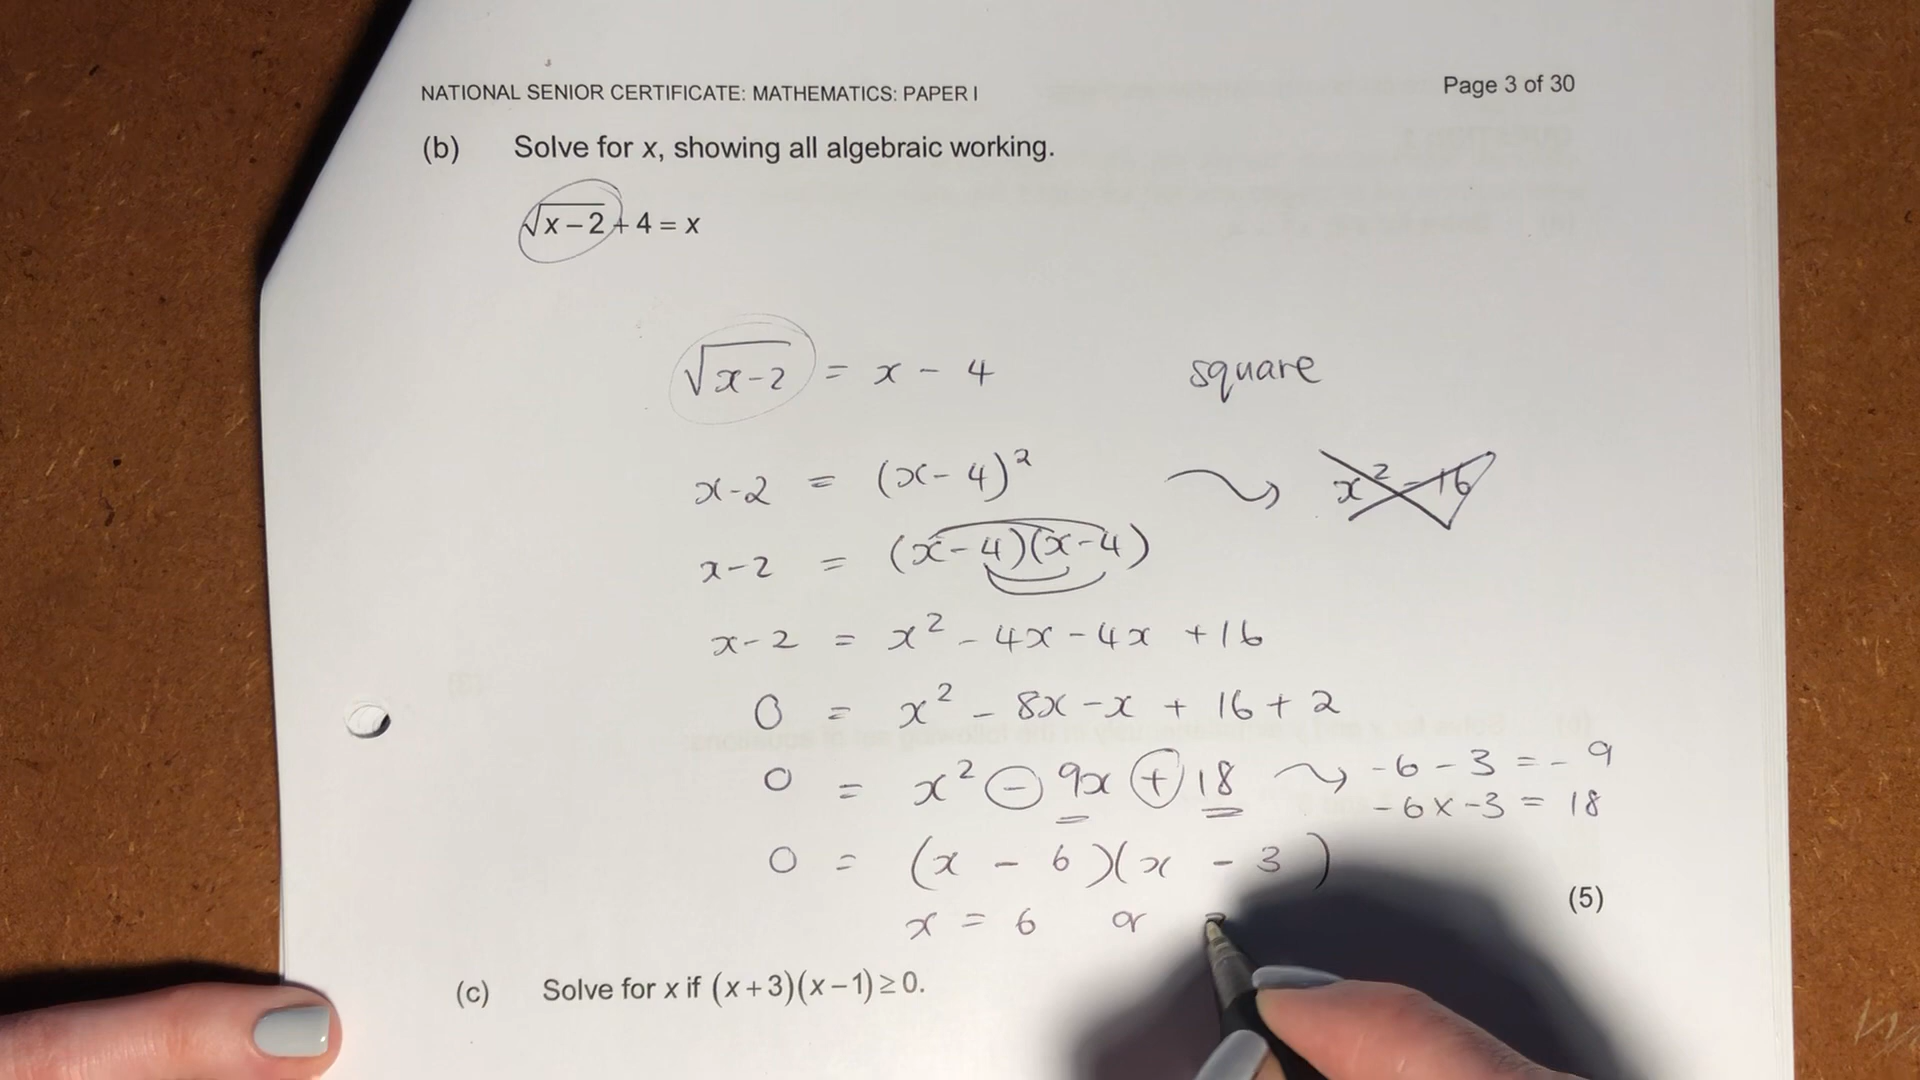 NATIONAL SENIOR CERTIFICATE: MATHEMATICS: PAPER I Page 3 of 30
(b) Solve for x, showing all algebraic working.
√x−2 + 4 = x
√x−2 = x − 4 square
x−2 = (x−4)² x²−16
x−2 = (x−4)(x−4)
x−2 = x² − 4x − 4x + 16
0 = x² − 8x − x + 16 + 2
0 = x² − 9x + 18 −6 − 3 = −9
−6 x −3 = 18
0 = (x − 6)(x − 3)
(5)
x = 6 or
(c) Solve for x if (x+3)(x−1) ≥ 0.